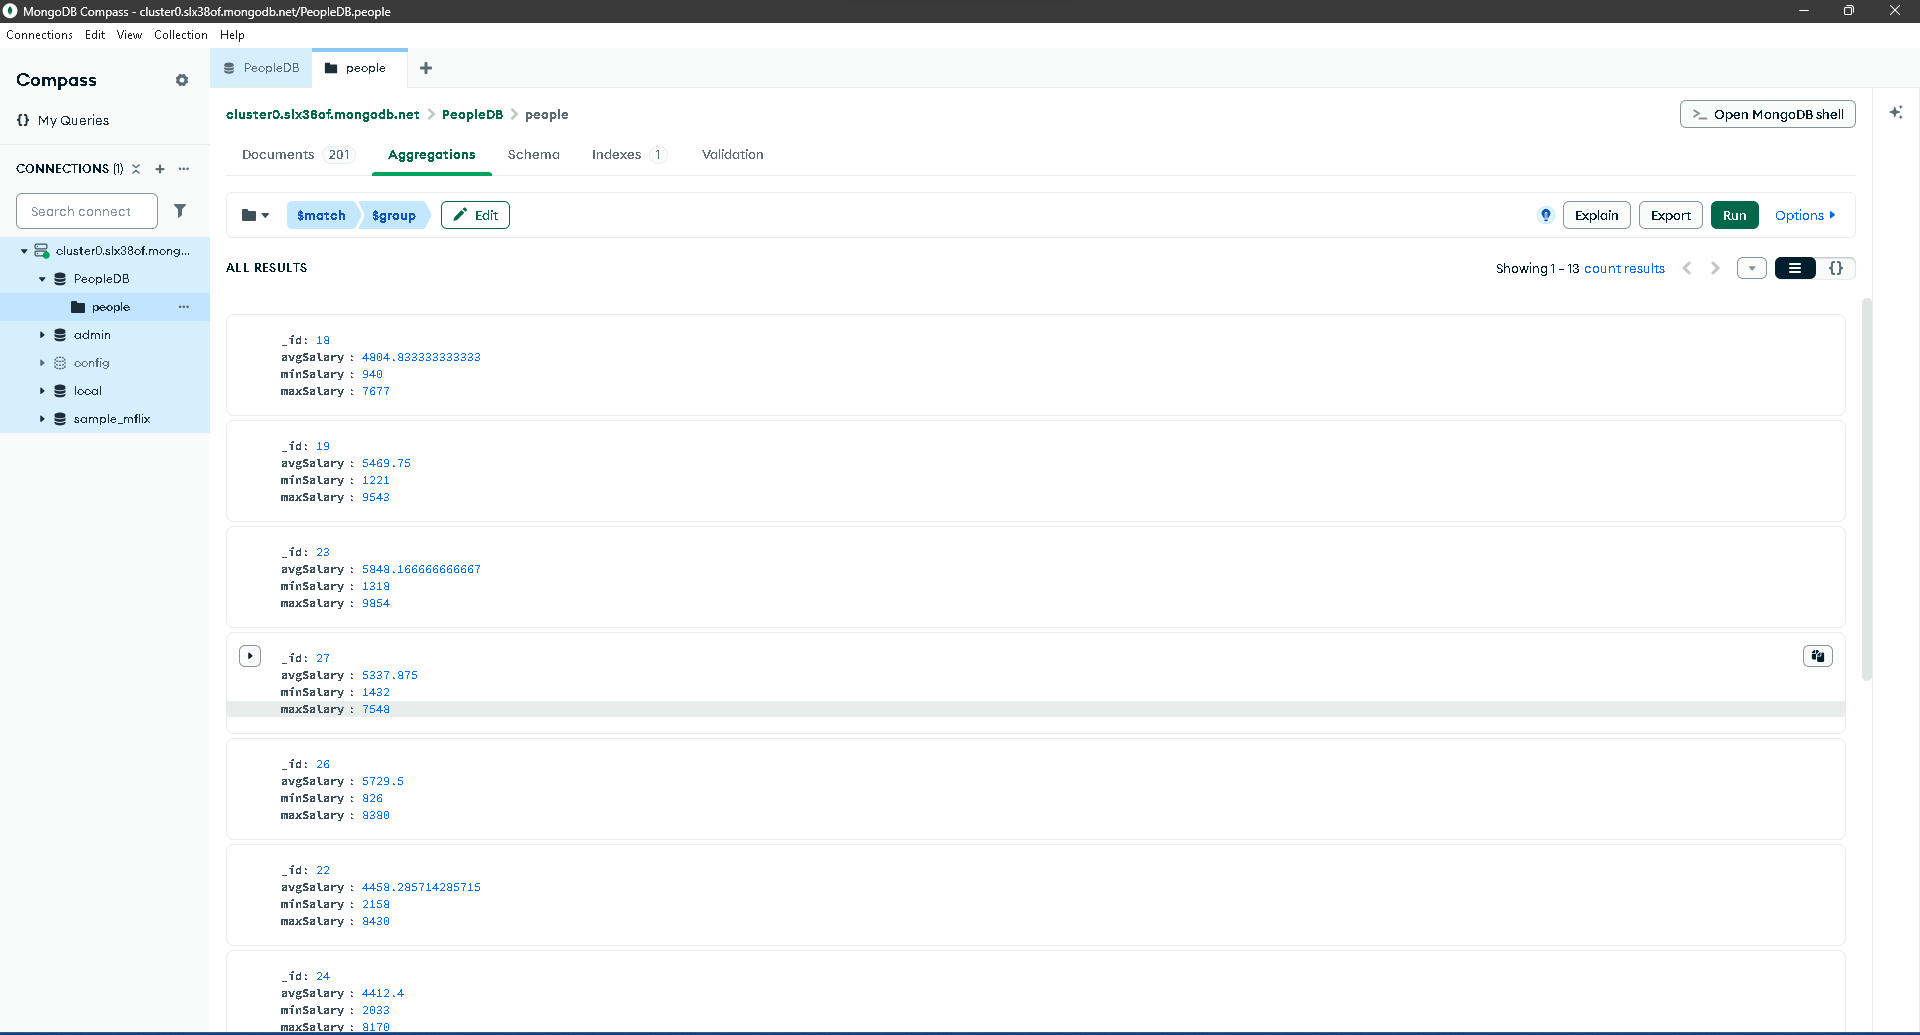 MongoDB Compass - cluster0.slx38of.mongodb.net/PeopleDB.people
Connections Edit View Collection Help
Compass
{} My Queries
CONNECTIONS (1)
Search connect
cluster0.slx38of.mong...
PeopleDB
people
admin
config
local
sample_mflix
PeopleDB
people
cluster0.slx38of.mongodb.net > PeopleDB > people
>_ Open MongoDB shell
Documents 201 Aggregations Schema Indexes 1 Validation
$match $group Edit
Explain Export Run Options
ALL RESULTS
Showing 1 – 13 count results
{}
_id: 18
avgSalary : 4804.833333333333
minSalary : 940
maxSalary : 7677
_id: 19
avgSalary : 5469.75
minSalary : 1221
maxSalary : 9543
_id: 23
avgSalary : 5848.166666666667
minSalary : 1318
maxSalary : 9854
_id: 27
avgSalary : 5337.875
minSalary : 1432
maxSalary : 7548
_id: 26
avgSalary : 5729.5
minSalary : 826
maxSalary : 8380
_id: 22
avgSalary : 4458.285714285715
minSalary : 2158
maxSalary : 8430
_id: 24
avgSalary : 4412.4
minSalary : 2033
maxSalary : 8170